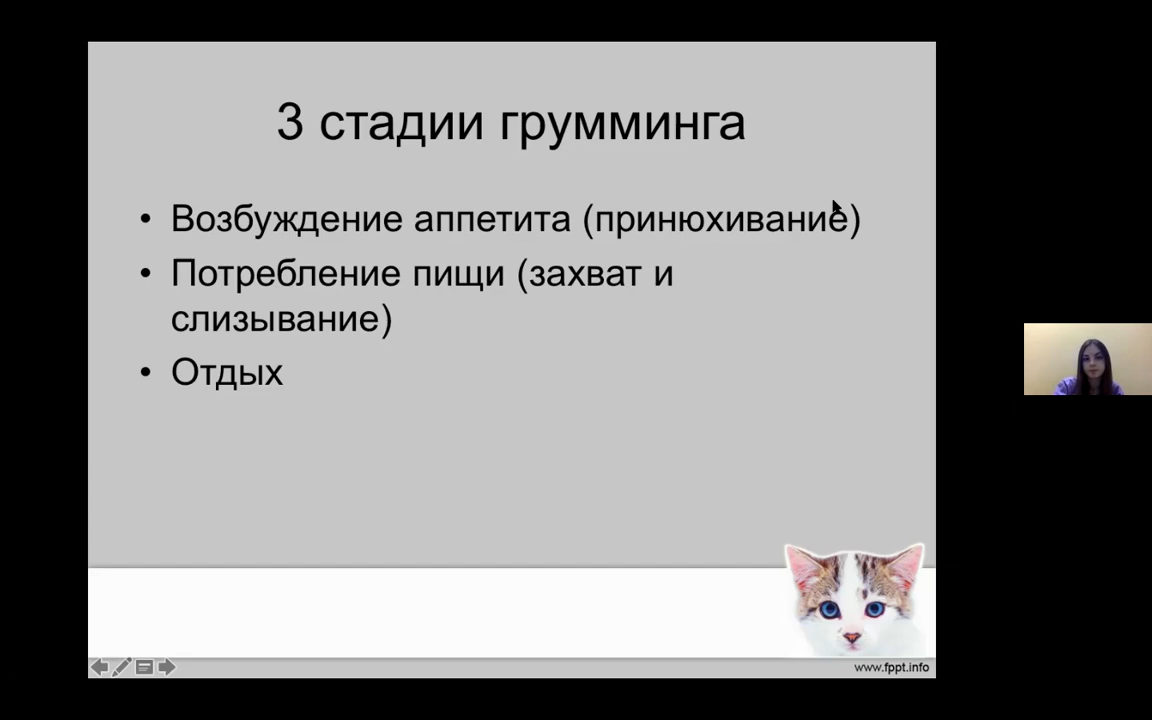 3 стадии грумминга
• Возбуждение аппетита (принюхивание)
• Потребление пищи (захват и
слизывание)
• Отдых
www.fppt.info